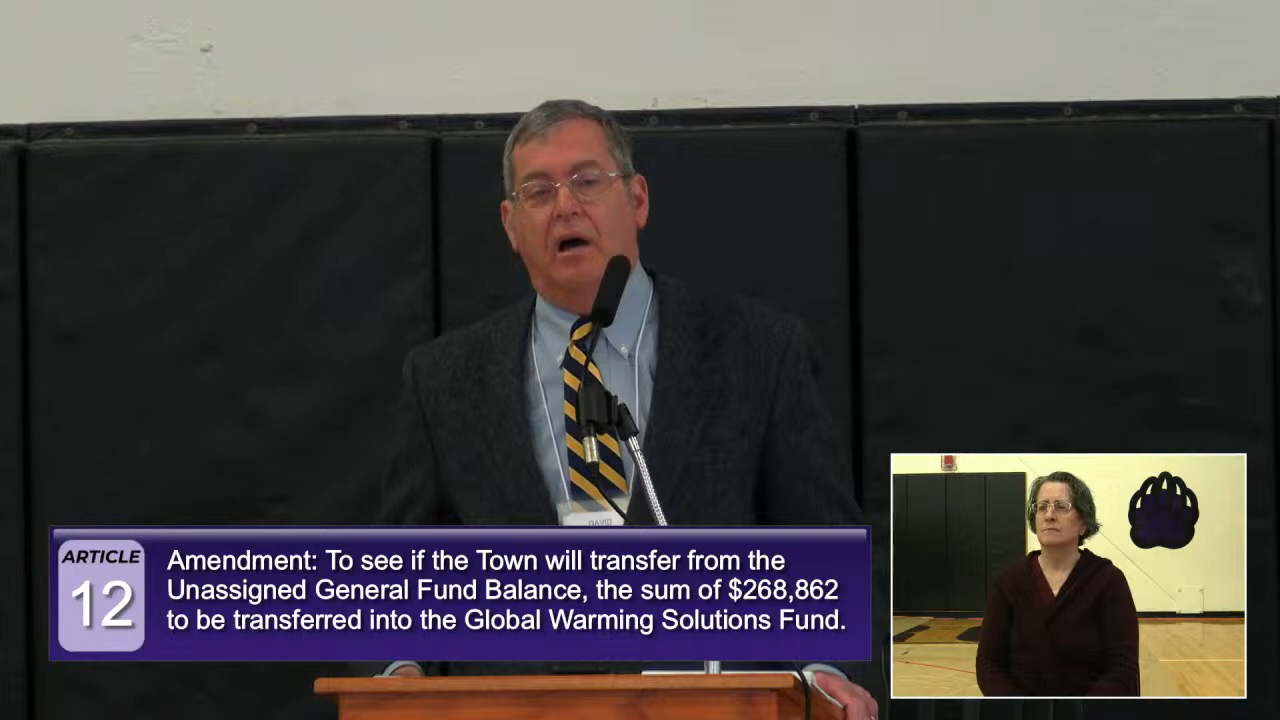 DAVID
ARTICLE
12
Amendment: To see if the Town will transfer from the
Unassigned General Fund Balance, the sum of $268,862
to be transferred into the Global Warming Solutions Fund.